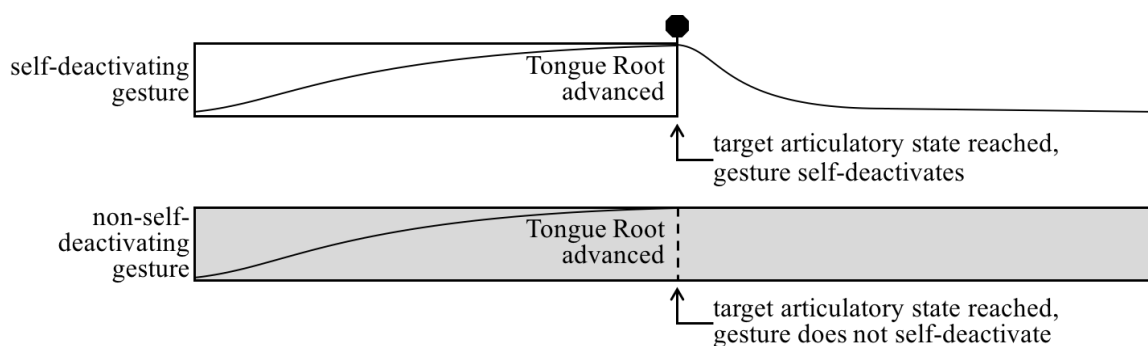 self-deactivating
gesture
Tongue Root
advanced
target articulatory state reached,
gesture self-deactivates
non-self-
deactivating
gesture
Tongue Root
advanced
target articulatory state reached,
gesture does not self-deactivate